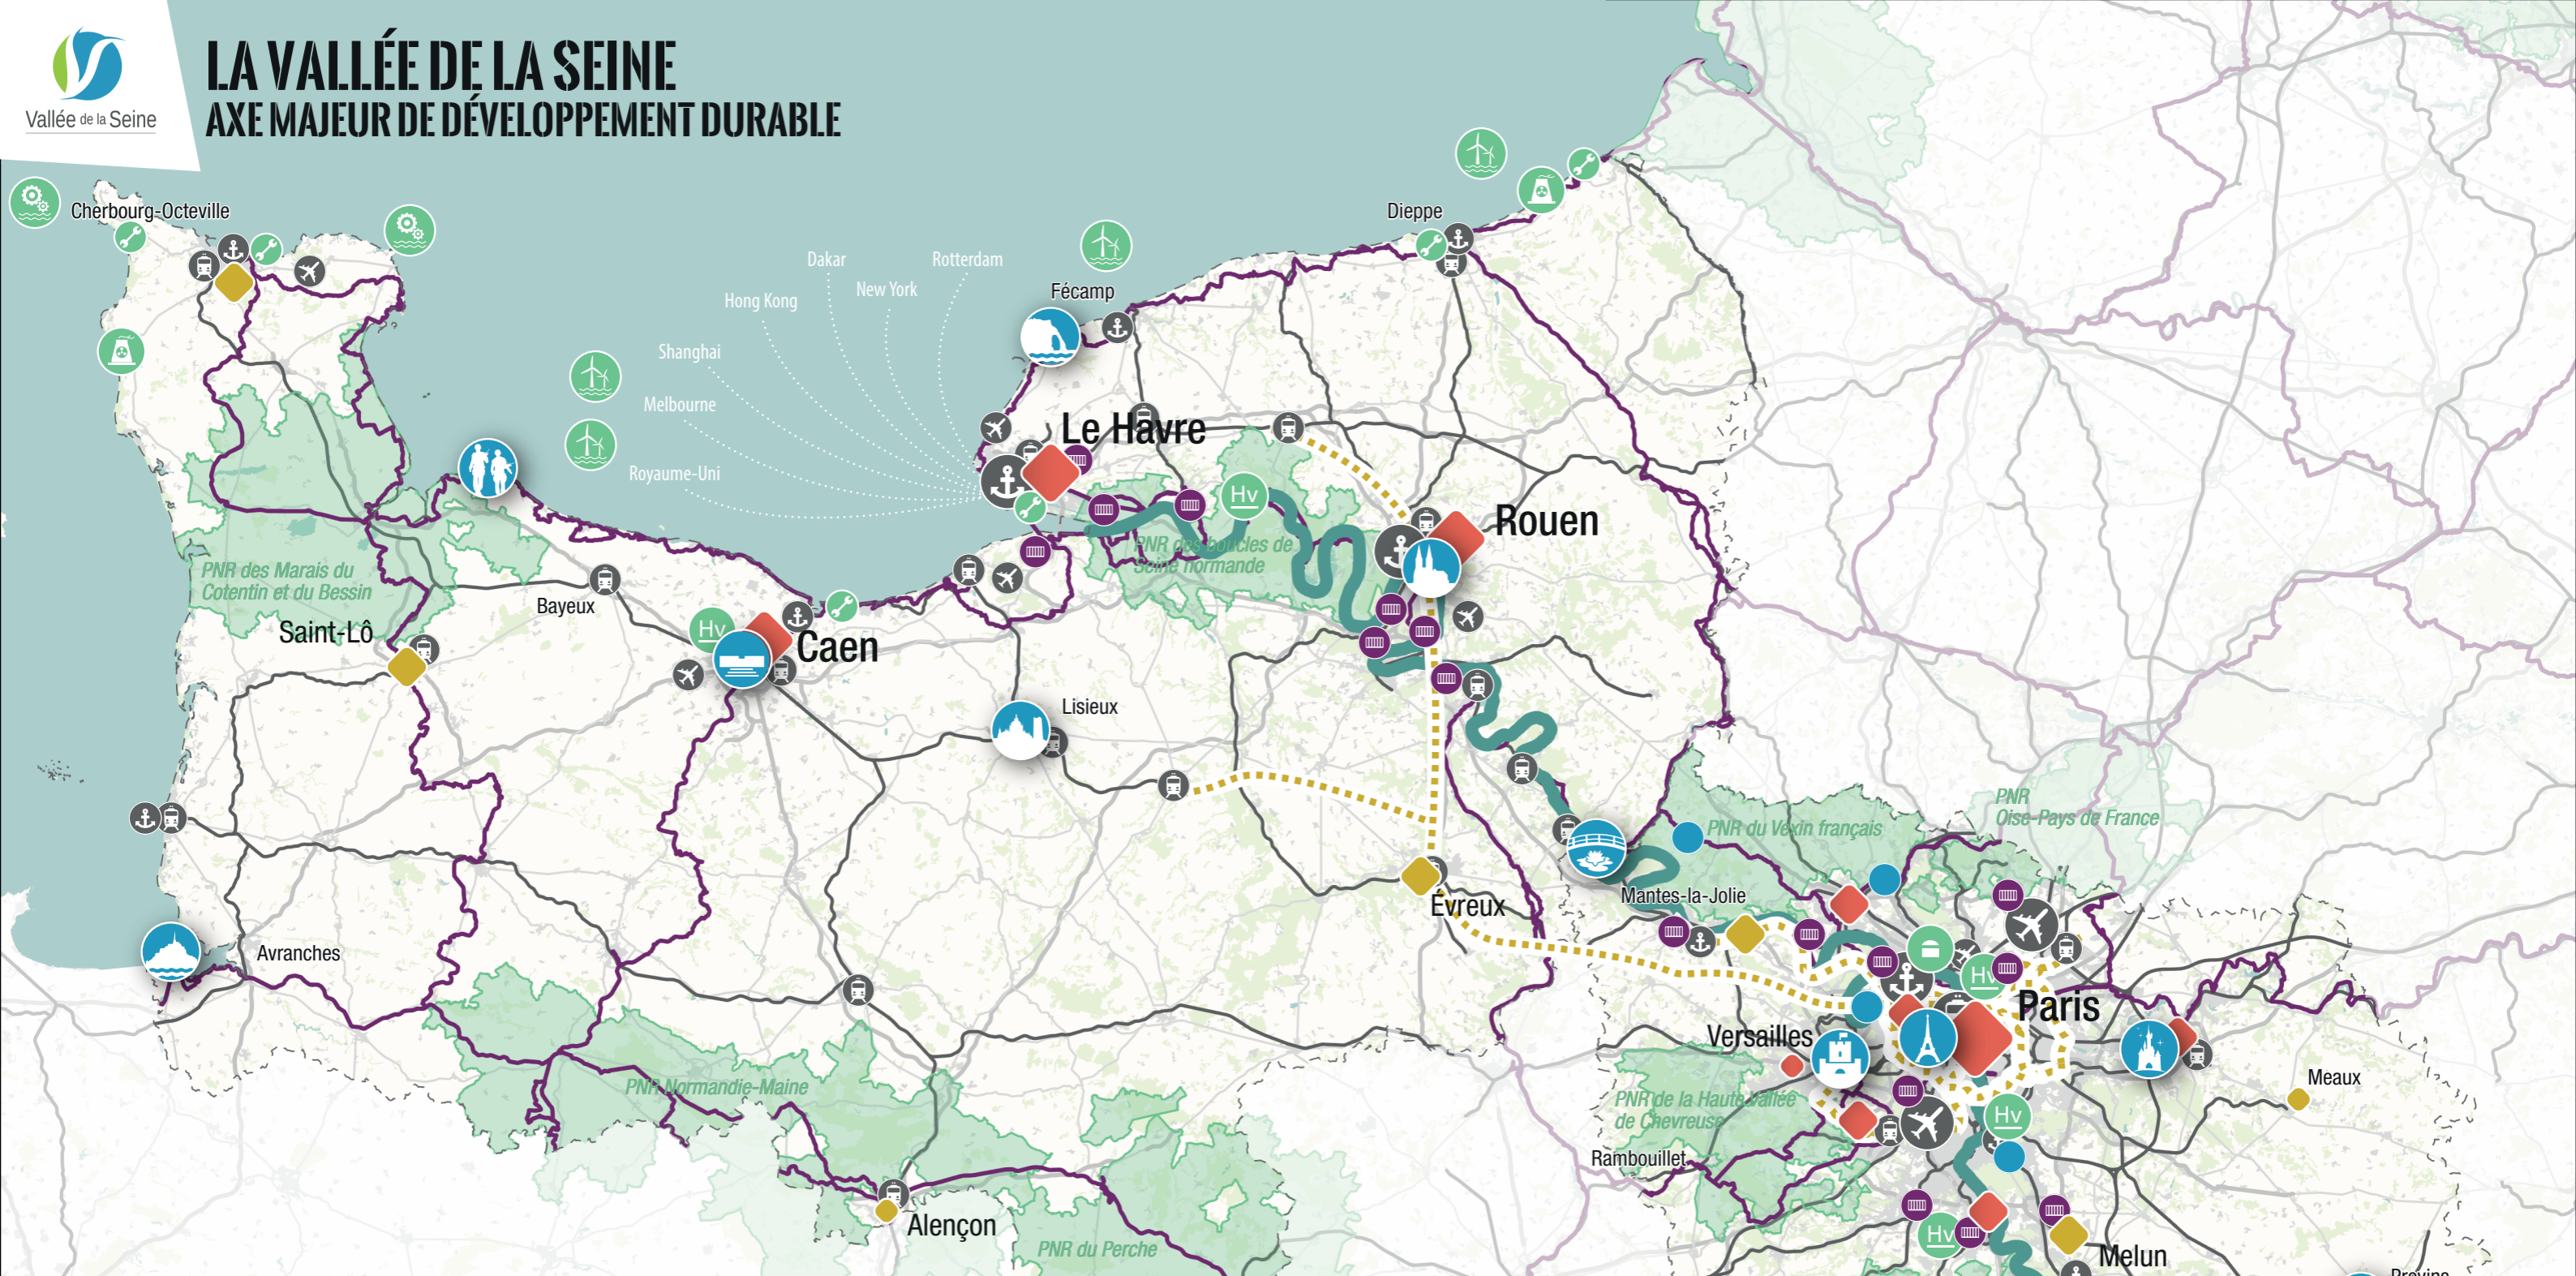 Vallée de la Seine
LA VALLÉE DE LA SEINE
AXE MAJEUR DE DÉVELOPPEMENT DURABLE
Cherbourg-Octeville
Dieppe
Dakar
Rotterdam
New York
Hong Kong
Fécamp
Shanghai
Melbourne
Le Havre
Royaume-Uni
Hv
Rouen
PNR des boucles de
Seine normande
PNR des Marais du
Cotentin et du Bessin
Bayeux
Saint-Lô
Hv
Caen
Lisieux
PNR
Oise-Pays de France
PNR du Vexin français
Mantes-la-Jolie
Évreux
Avranches
Hv
Paris
Versailles
Meaux
PNR Normandie-Maine
PNR de la Haute Vallée
de Chevreuse
Hv
Rambouillet
Alençon
Hv
PNR du Perche
Melun
Provins